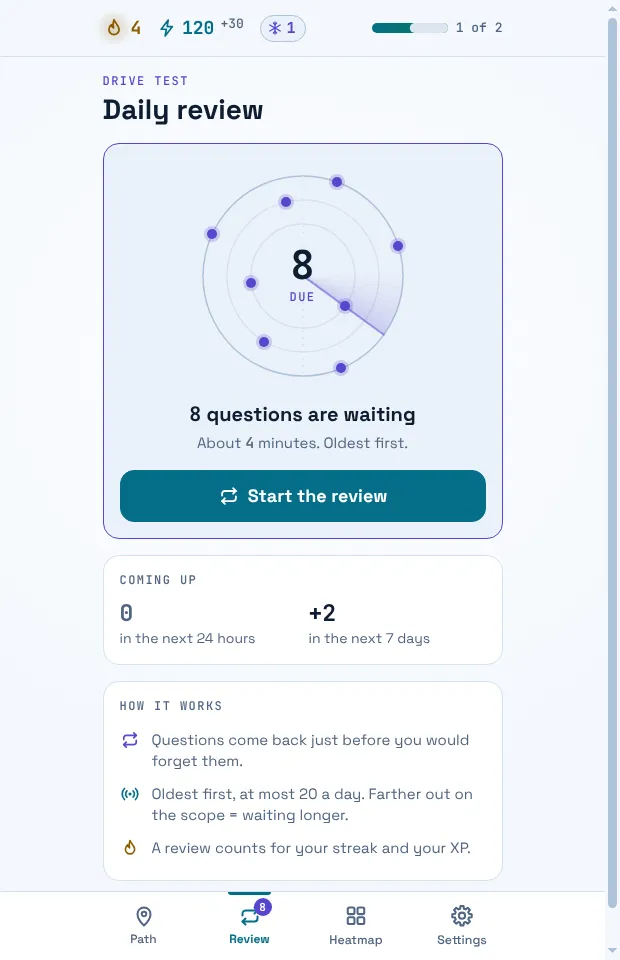 4 120 +30 1 1 of 2
DRIVE TEST
Daily review
8
DUE
8 questions are waiting
About 4 minutes. Oldest first.
Start the review
COMING UP
0 +2
in the next 24 hours in the next 7 days
HOW IT WORKS
Questions come back just before you would
forget them.
Oldest first, at most 20 a day. Farther out on
the scope = waiting longer.
A review counts for your streak and your XP.
8
Path Review Heatmap Settings